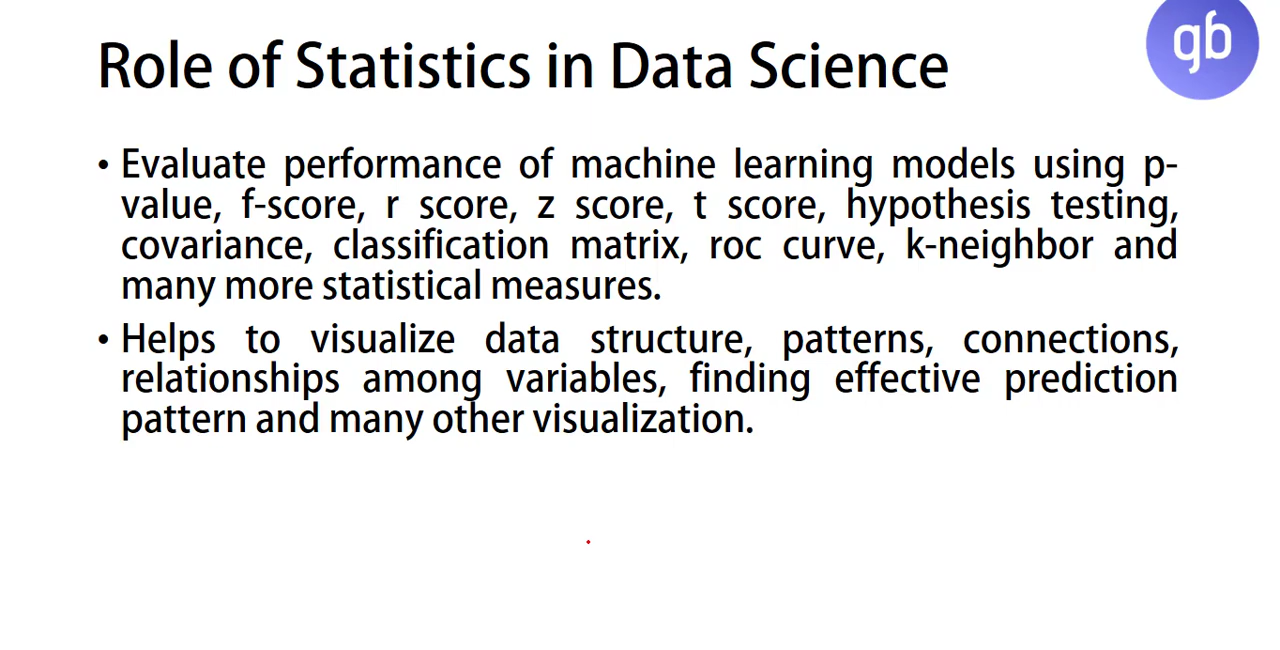 Role of Statistics in Data Science
gb
• Evaluate performance of machine learning models using p-
value, f-score, r score, z score, t score, hypothesis testing,
covariance, classification matrix, roc curve, k-neighbor and
many more statistical measures.
• Helps to visualize data structure, patterns, connections,
relationships among variables, finding effective prediction
pattern and many other visualization.